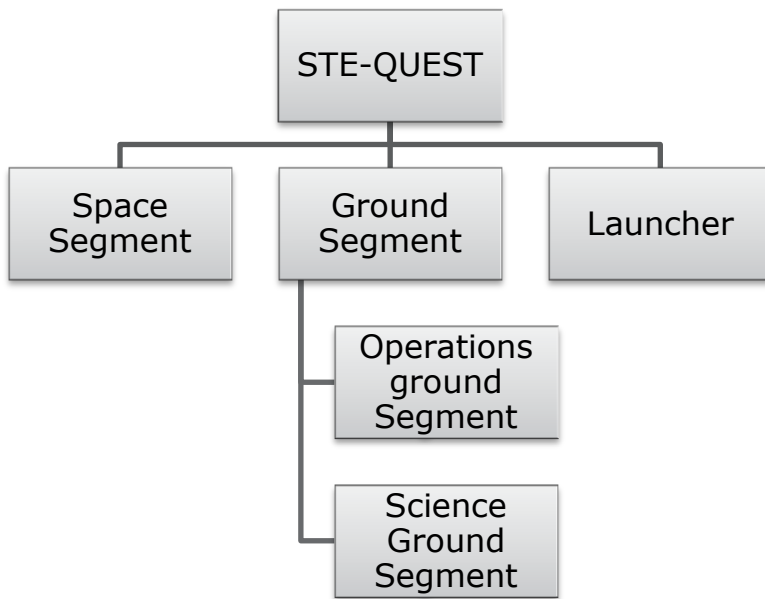 STE-QUEST
Space
Segment
Ground
Segment
Launcher
Operations
ground
Segment
Science
Ground
Segment